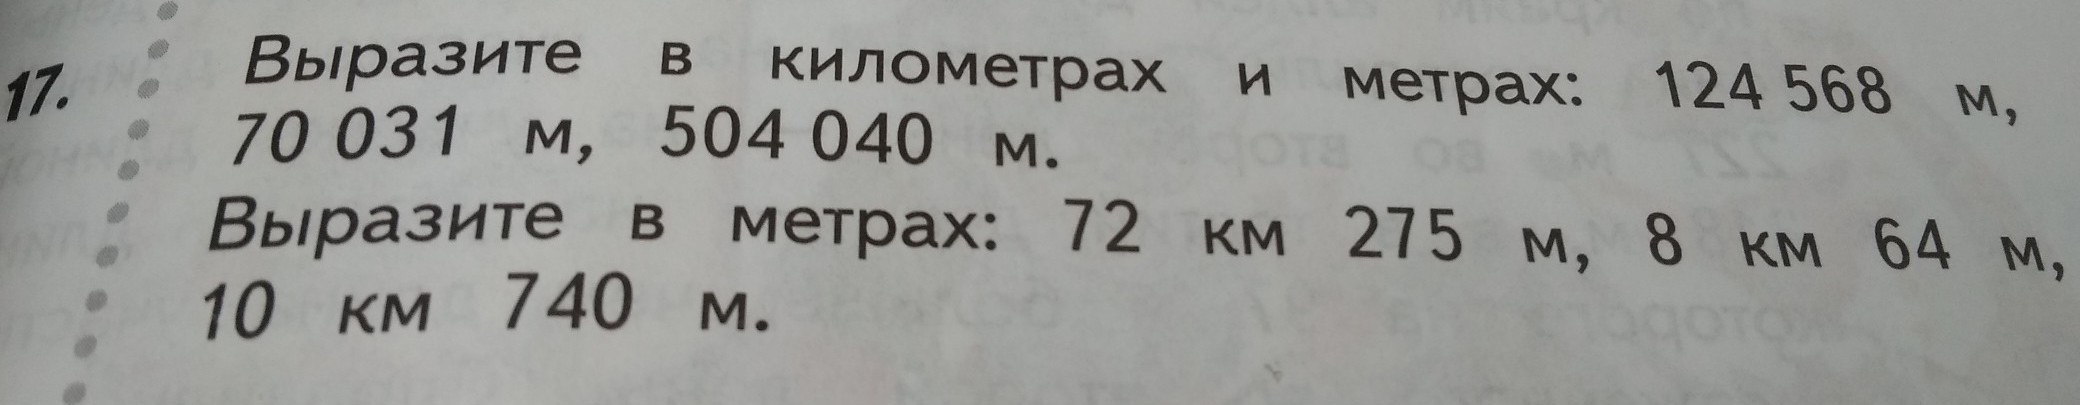 17. Выразите в километрах и метрах: 124 568 м,
70 031 м, 504 040 м.
Выразите в метрах: 72 км 275 м, 8 км 64 м,
10 км 740 м.